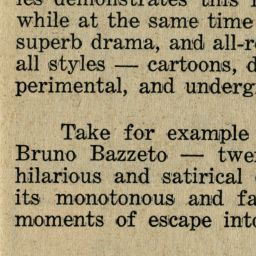 les demonstrates this
while at the same time
superb drama, and all-r
all styles — cartoons, d
perimental, and underg
Take for example
Bruno Bazzeto — twe
hilarious and satirical
its monotonous and fa
moments of escape into